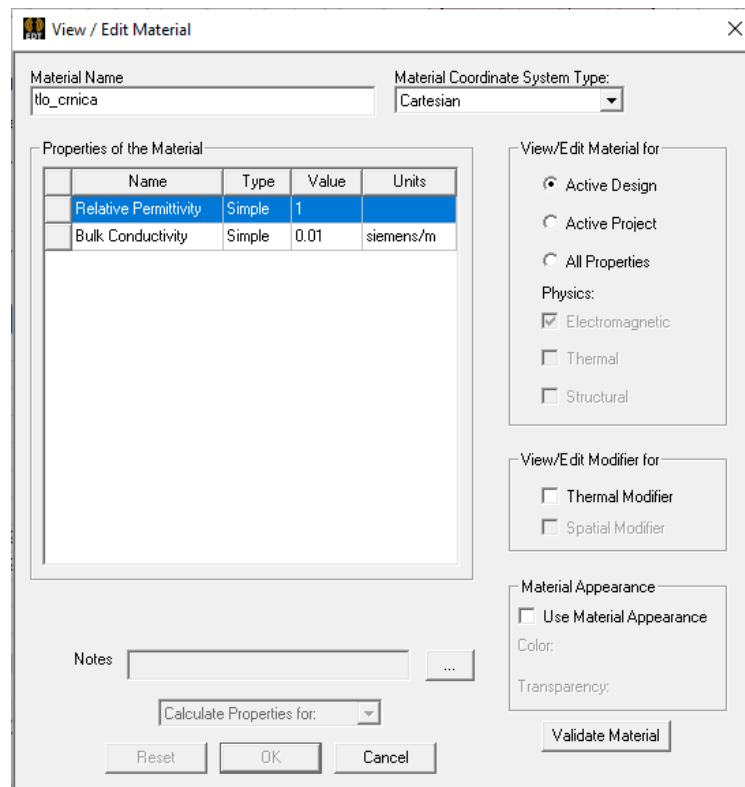 EDT View / Edit Material
Material Name
tlo_crnica
Material Coordinate System Type:
Cartesian
Properties of the Material
Name Type Value Units
Relative Permittivity Simple 1
Bulk Conductivity Simple 0.01 siemens/m
View/Edit Material for
Active Design
Active Project
All Properties
Physics:
Electromagnetic
Thermal
Structural
View/Edit Modifier for
Thermal Modifier
Spatial Modifier
Material Appearance
Use Material Appearance
Color:
Transparency:
Notes ...
Calculate Properties for:
Validate Material
Reset OK Cancel